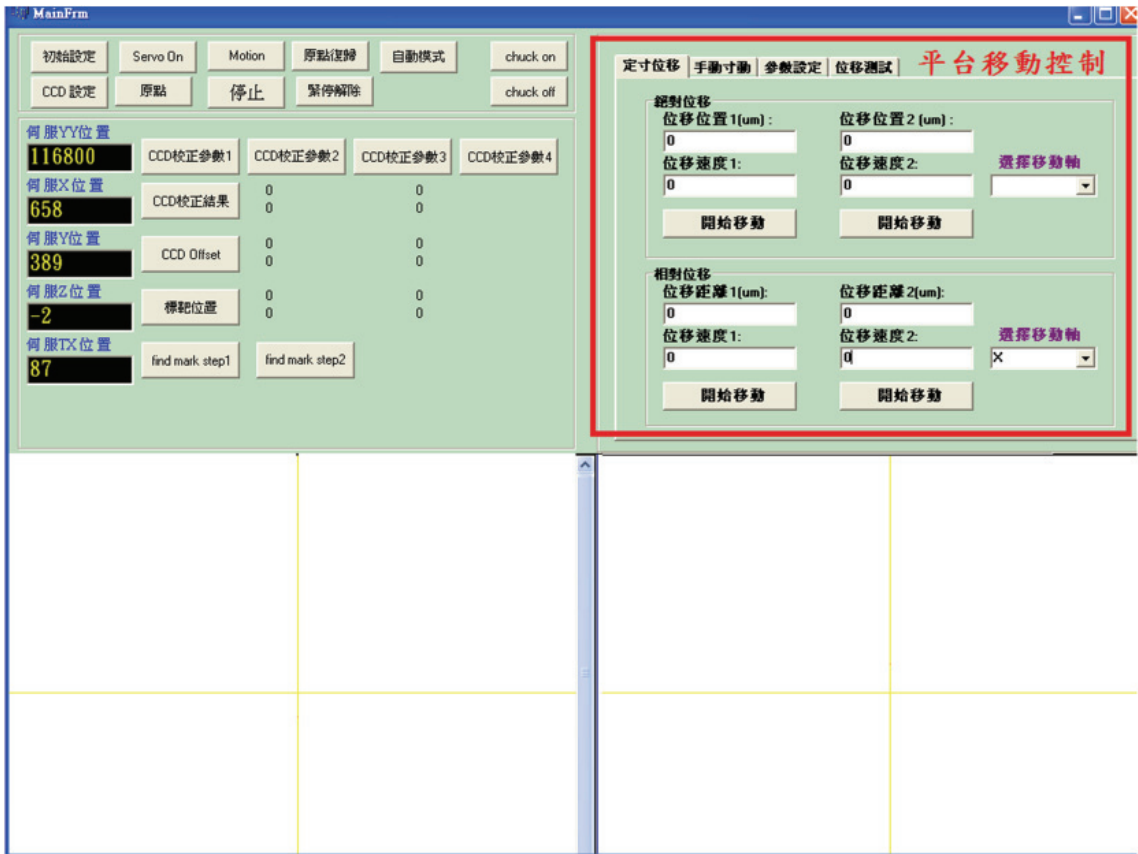 MainFrm
初始設定 Servo On Motion 原點復歸 自動模式 chuck on
CCD 設定 原點 停止 緊停解除 chuck off
伺服YY位置
116800
CCD校正參數1 CCD校正參數2 CCD校正參數3 CCD校正參數4
伺服X位置
658
CCD校正結果
0 0
0 0
伺服Y位置
389
CCD Offset
0 0
0 0
伺服Z位置
-2
標靶位置
0 0
0 0
伺服TX位置
87
find mark step1 find mark step2
定寸位移 手動寸動 參數設定 位移測試
平台移動控制
絕對位移
位移位置1(um) : 位移位置2 (um) :
0 0
位移速度1: 位移速度2: 選擇移動軸
0 0
開始移動 開始移動
相對位移
位移距離1(um): 位移距離2(um):
0 0
位移速度1: 位移速度2: 選擇移動軸
0 0 X
開始移動 開始移動